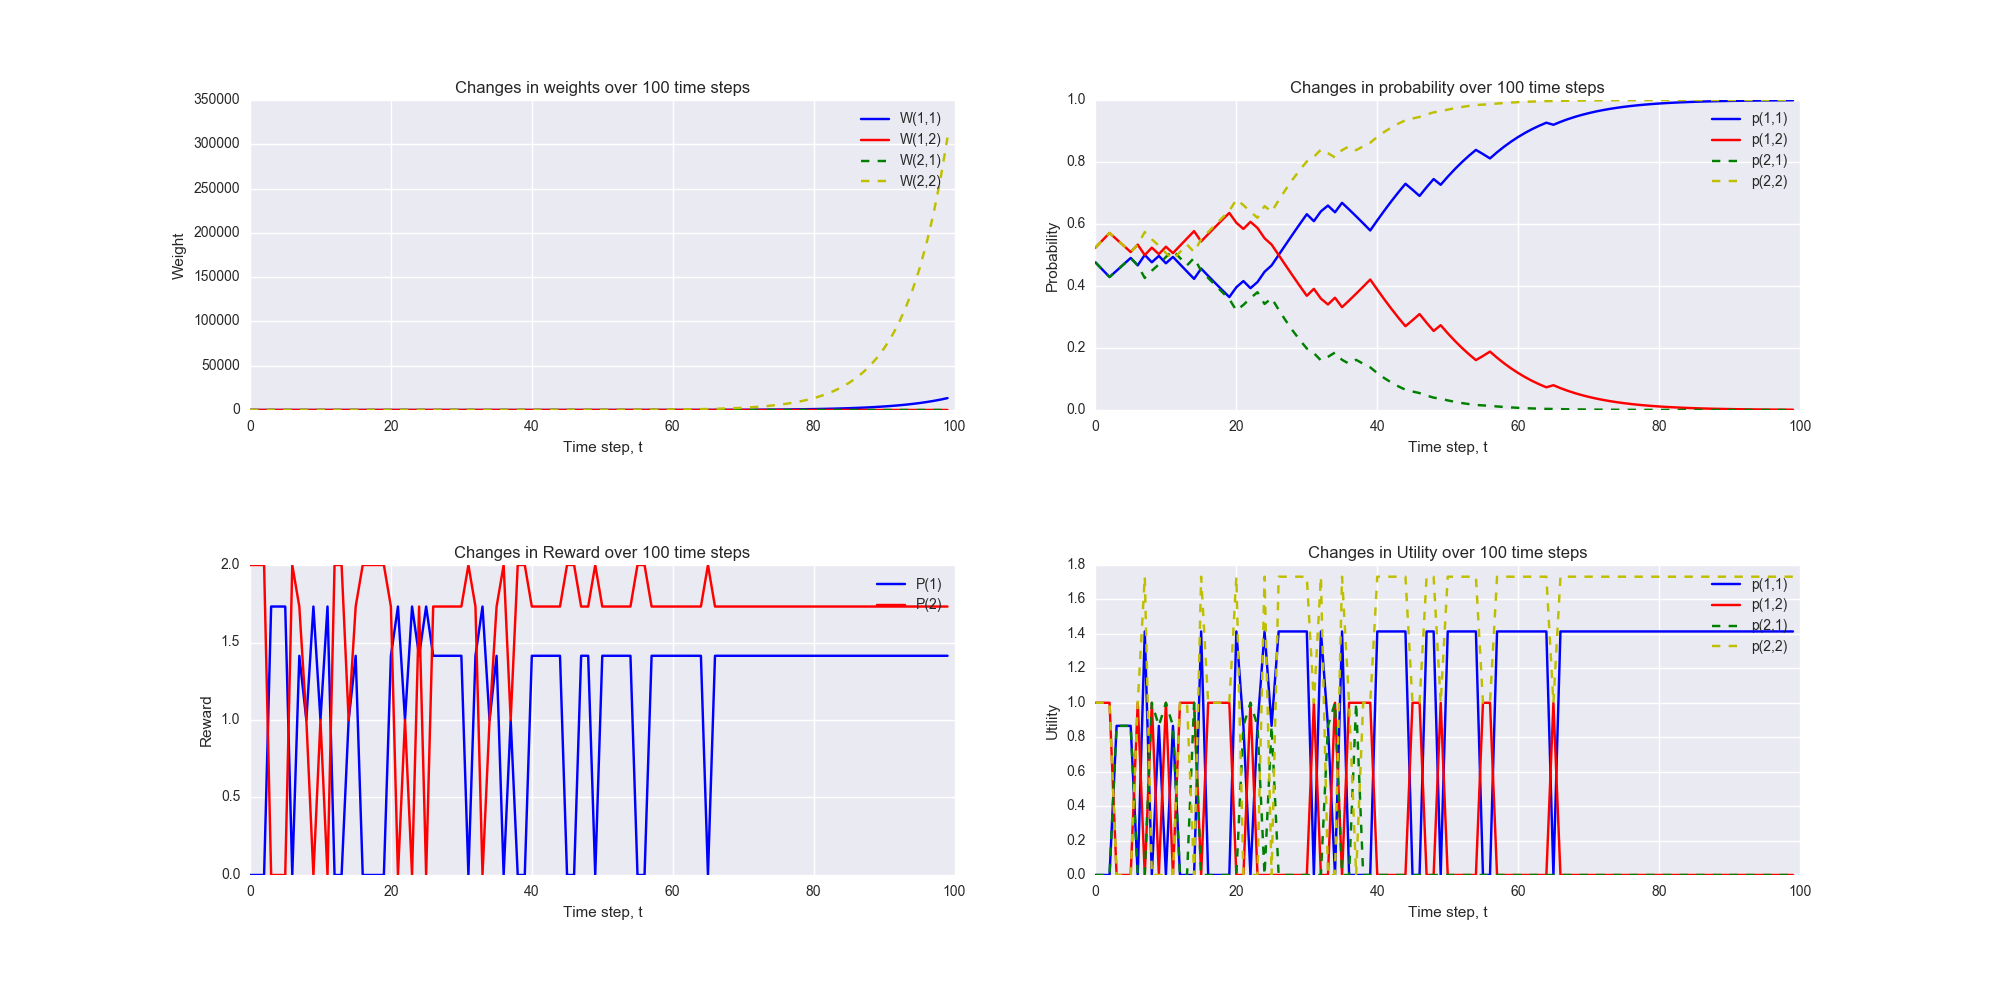 Changes in weights over 100 time steps
350000
300000
250000
200000
150000
100000
50000
0
Weight
0 20 40 60 80 100
Time step, t
W(1,1)
W(1,2)
W(2,1)
W(2,2)
Changes in probability over 100 time steps
1.0
0.8
0.6
0.4
0.2
0.0
Probability
0 20 40 60 80 100
Time step, t
p(1,1)
p(1,2)
p(2,1)
p(2,2)
Changes in Reward over 100 time steps
2.0
1.5
1.0
0.5
0.0
Reward
0 20 40 60 80 100
Time step, t
P(1)
P(2)
Changes in Utility over 100 time steps
1.8
1.6
1.4
1.2
1.0
0.8
0.6
0.4
0.2
0.0
Utility
0 20 40 60 80 100
Time step, t
p(1,1)
p(1,2)
p(2,1)
p(2,2)